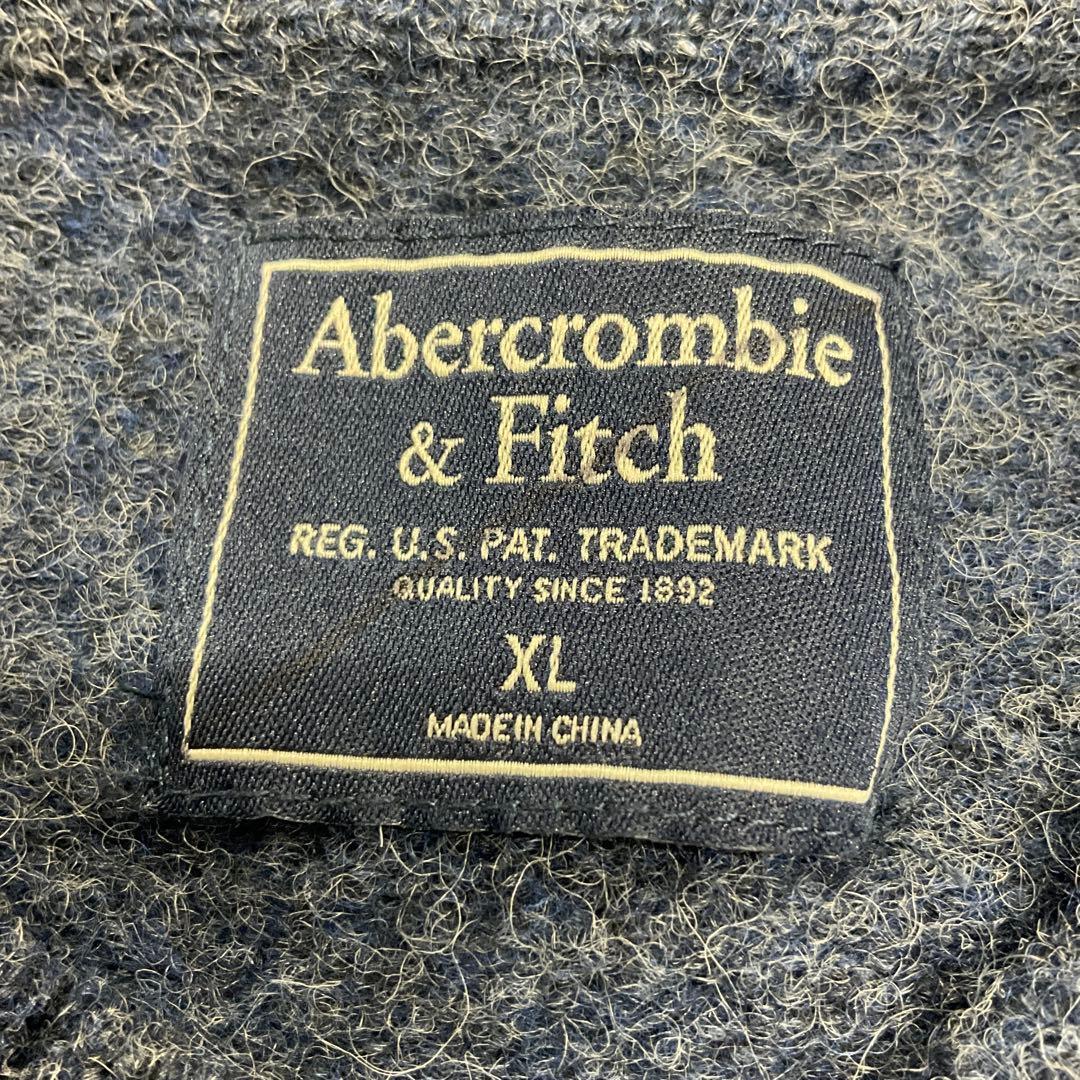 Abercrombie
& Fitch
REG. U.S. PAT. TRADEMARK
QUALITY SINCE 1892
XL
MADE IN CHINA